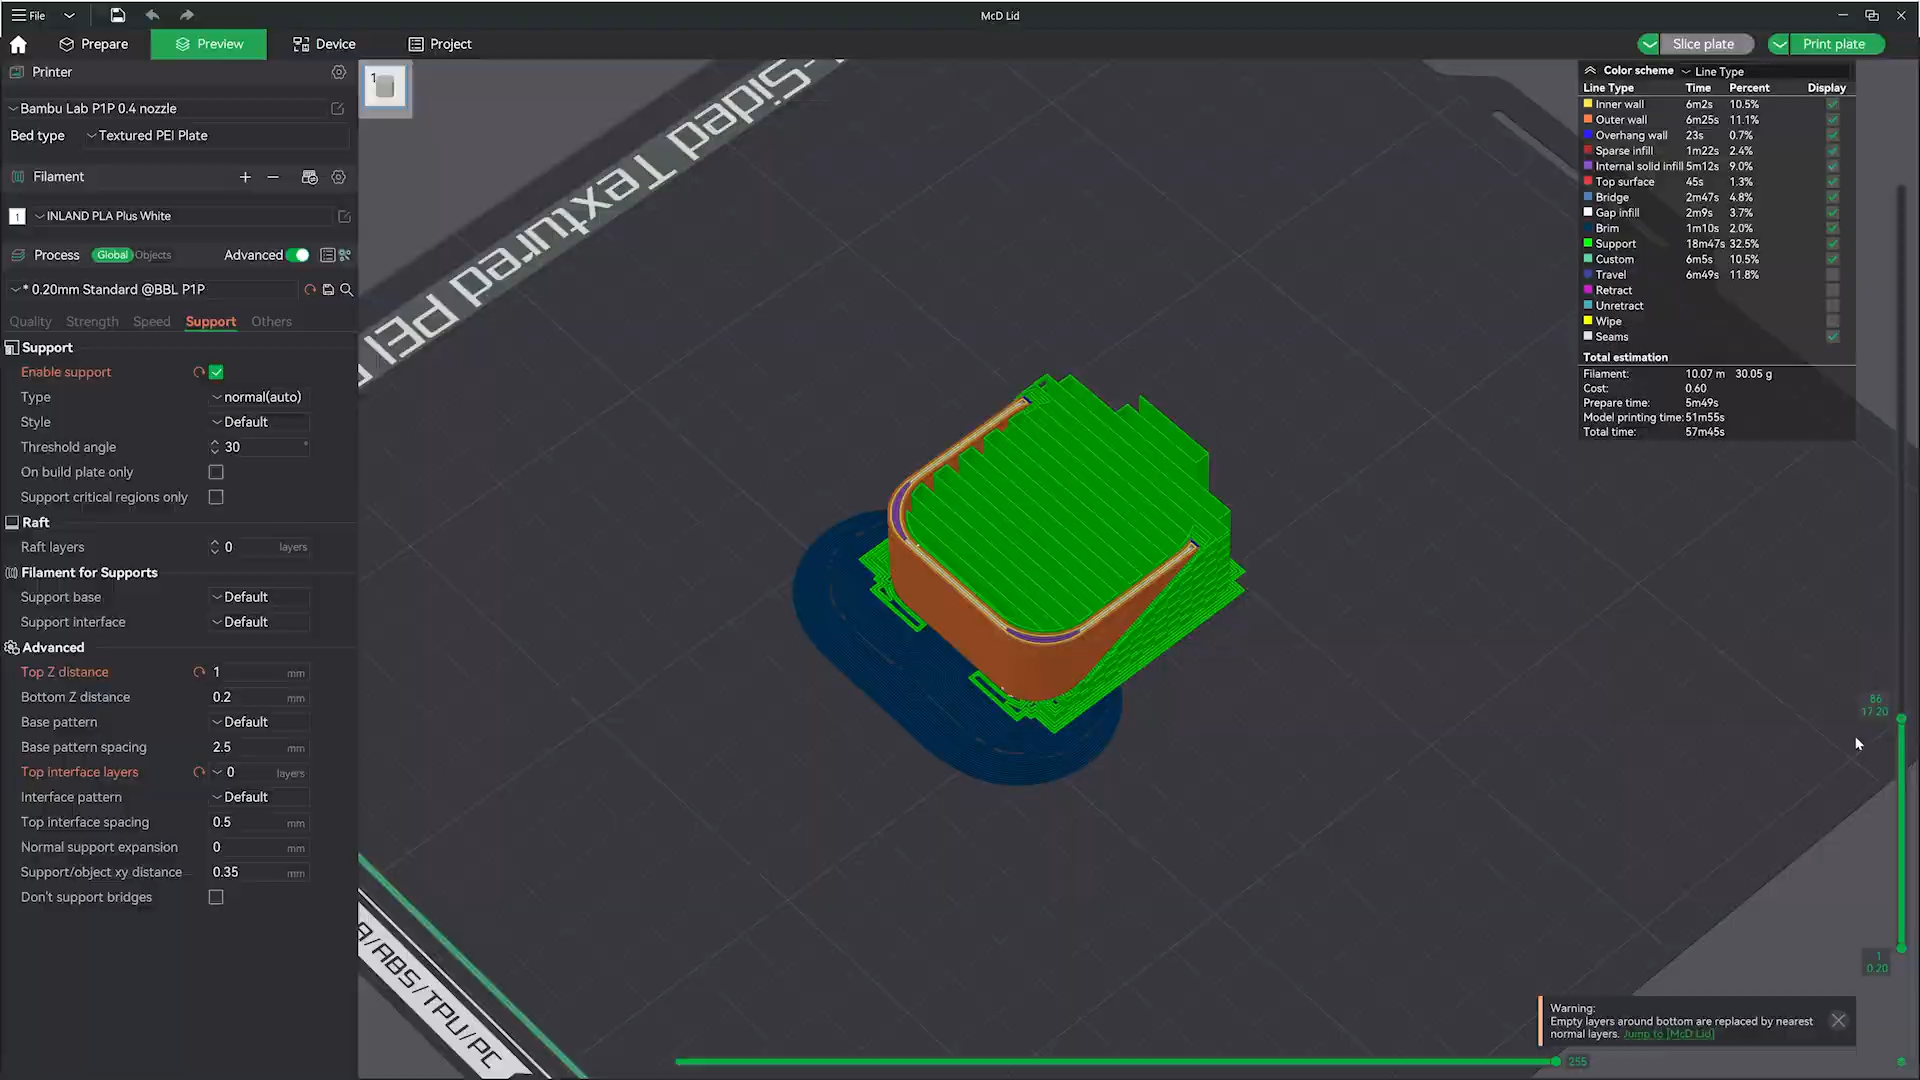 File
McD Lid
Prepare
Preview
Device
Project
Slice plate
Print plate
Printer
Bambu Lab P1P 0.4 nozzle
Bed type
Textured PEI Plate
Filament
1
INLAND PLA Plus White
Process
Global
Objects
Advanced
* 0.20mm Standard @BBL P1P
Quality
Strength
Speed
Support
Others
Support
Enable support
Type
normal(auto)
Style
Default
Threshold angle
30
°
On build plate only
Support critical regions only
Raft
Raft layers
0
layers
Filament for Supports
Support base
Default
Support interface
Default
Advanced
Top Z distance
1
mm
Bottom Z distance
0.2
mm
Base pattern
Default
Base pattern spacing
2.5
mm
Top interface layers
0
layers
Interface pattern
Default
Top interface spacing
0.5
mm
Normal support expansion
0
mm
Support/object xy distance
0.35
mm
Don't support bridges
1
-Sided Textured PEI
A/ABS/TPU/PC
Color scheme
Line Type
Line Type Time Percent Display
Inner wall 6m2s 10.5%
Outer wall 6m25s 11.1%
Overhang wall 23s 0.7%
Sparse infill 1m22s 2.4%
Internal solid infill 5m12s 9.0%
Top surface 45s 1.3%
Bridge 2m47s 4.8%
Gap infill 2m9s 3.7%
Brim 1m10s 2.0%
Support 18m47s 32.5%
Custom 6m5s 10.5%
Travel 6m49s 11.8%
Retract
Unretract
Wipe
Seams
Total estimation
Filament: 10.07 m 30.05 g
Cost: 0.60
Prepare time: 5m49s
Model printing time: 51m55s
Total time: 57m45s
86
17.20
1
0.20
Warning:
Empty layers around bottom are replaced by nearest
normal layers. Jump to [McD Lid]
255